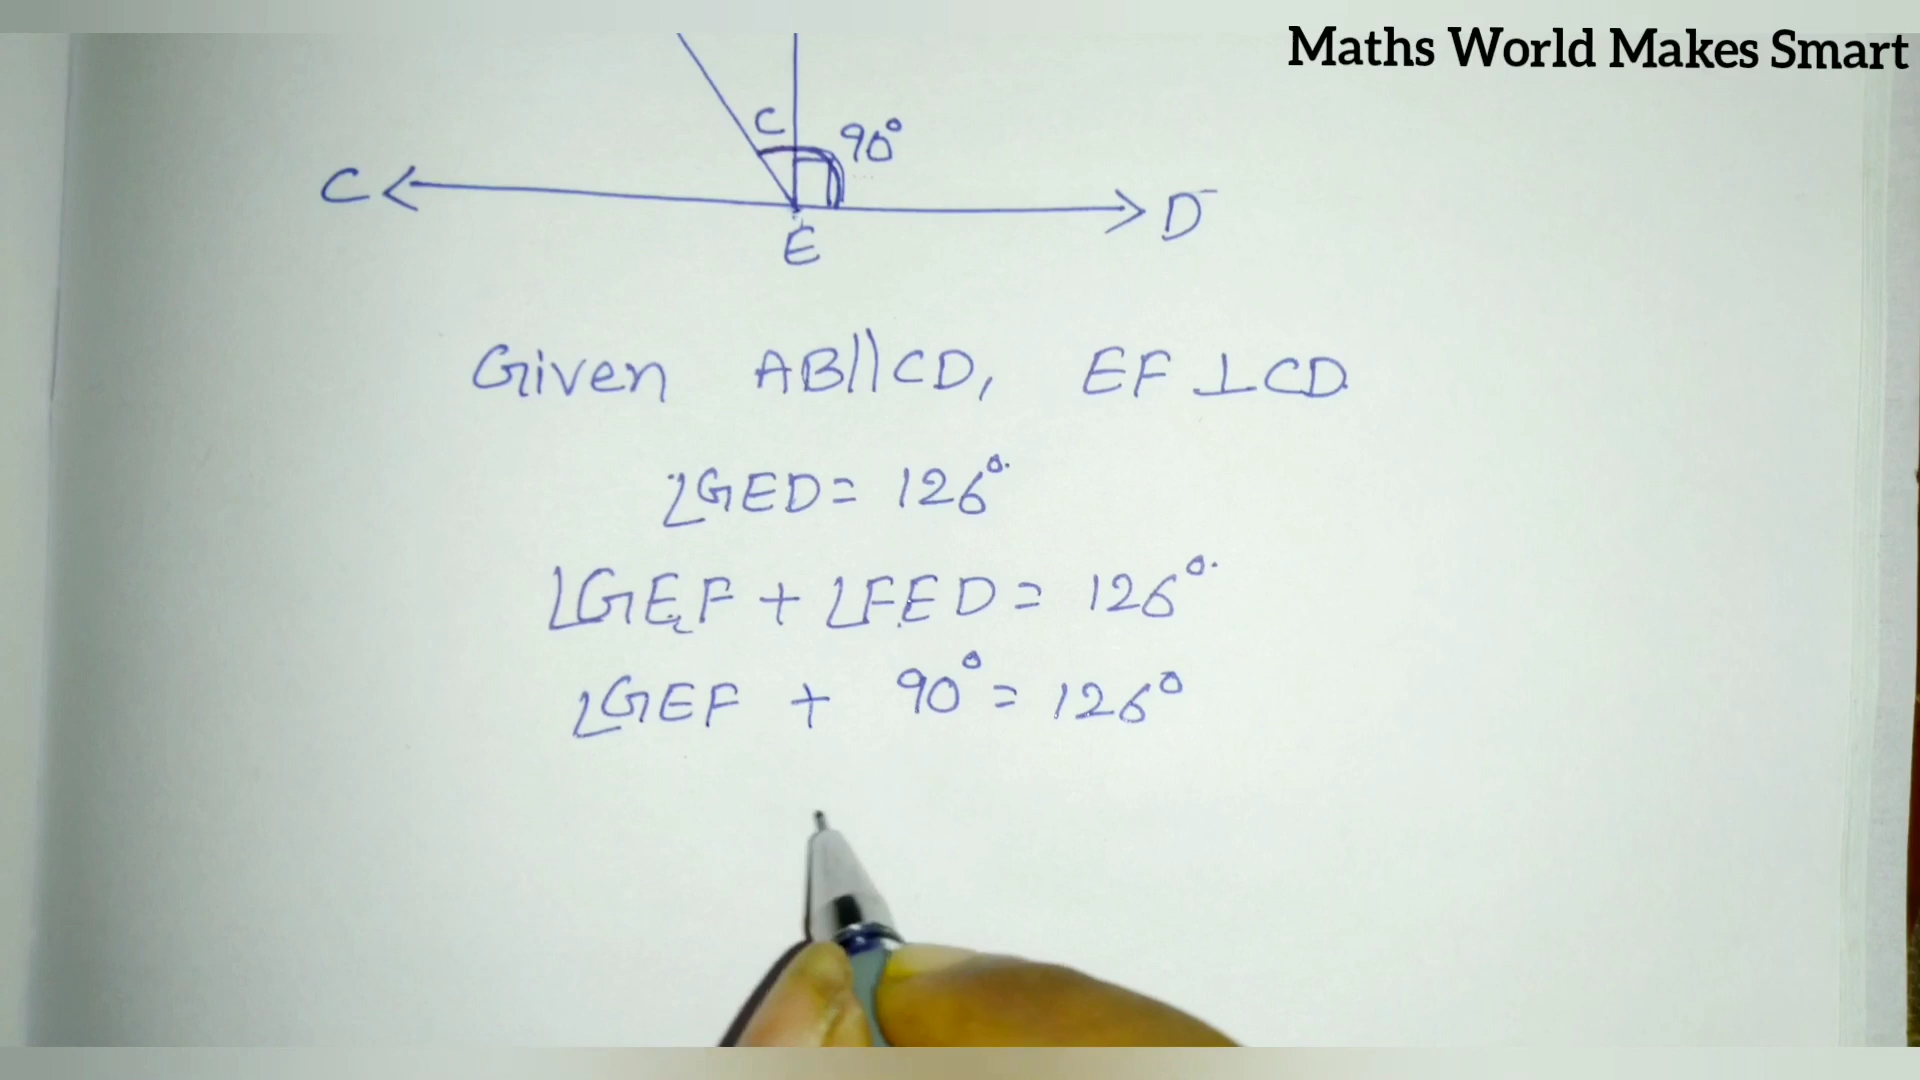 Maths World Makes Smart
C 90°
C D
E
Given AB||CD, EF⊥CD
∠GED = 126°
∠GEF + ∠FED = 126°
∠GEF + 90° = 126°